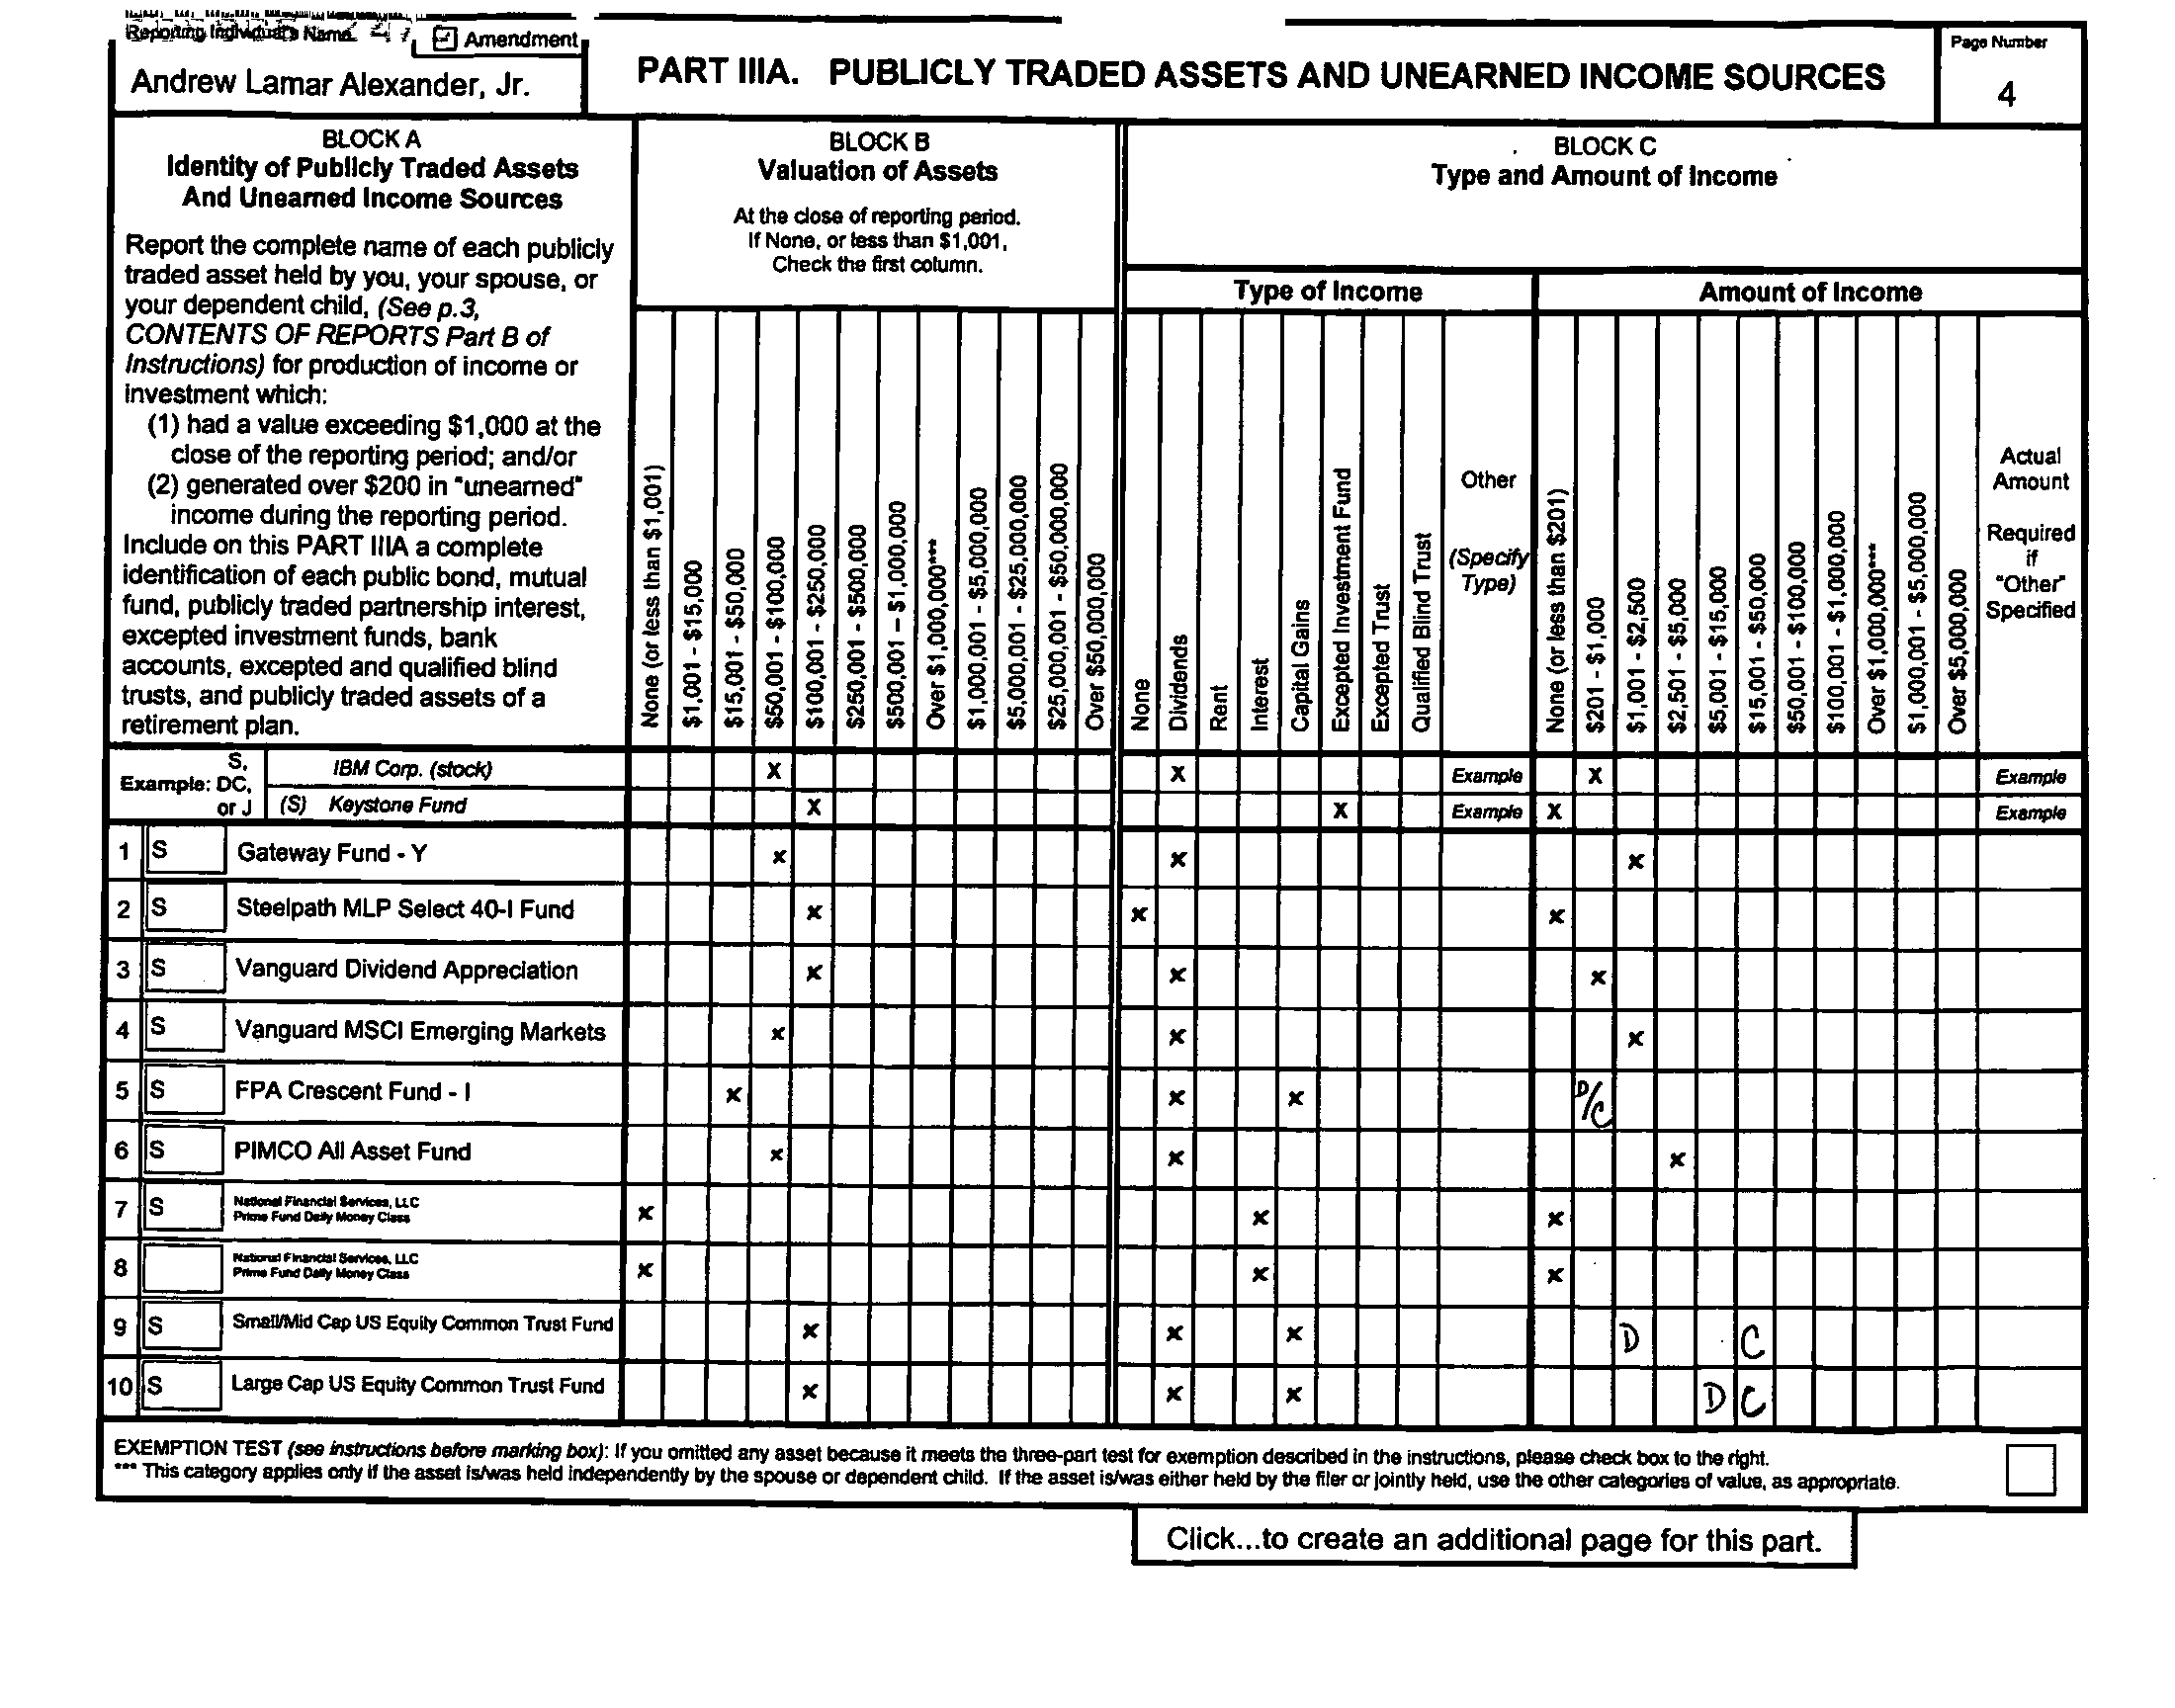 Reporting Individual's Name
Amendment
Andrew Lamar Alexander, Jr.
PART IIIA. PUBLICLY TRADED ASSETS AND UNEARNED INCOME SOURCES
Page Number
4
BLOCK A
Identity of Publicly Traded Assets
And Unearned Income Sources
Report the complete name of each publicly
traded asset held by you, your spouse, or
your dependent child, (See p.3,
CONTENTS OF REPORTS Part B of
Instructions) for production of income or
investment which:
(1) had a value exceeding $1,000 at the
close of the reporting period; and/or
(2) generated over $200 in "unearned"
income during the reporting period.
Include on this PART IIIA a complete
identification of each public bond, mutual
fund, publicly traded partnership interest,
excepted investment funds, bank
accounts, excepted and qualified blind
trusts, and publicly traded assets of a
retirement plan.
BLOCK B
Valuation of Assets
At the close of reporting period.
If None, or less than $1,001,
Check the first column.
None (or less than $1,001)
$1,001 - $15,000
$15,001 - $50,000
$50,001 - $100,000
$100,001 - $250,000
$250,001 - $500,000
$500,001 – $1,000,000
Over $1,000,000***
$1,000,001 - $5,000,000
$5,000,001 - $25,000,000
$25,000,001 - $50,000,000
Over $50,000,000
BLOCK C
Type and Amount of Income
Type of Income
Amount of Income
None
Dividends
Rent
Interest
Capital Gains
Excepted Investment Fund
Excepted Trust
Qualified Blind Trust
Other
(Specify
Type)
None (or less than $201)
$201 - $1,000
$1,001 - $2,500
$2,501 - $5,000
$5,001 - $15,000
$15,001 - $50,000
$50,001 - $100,000
$100,001 - $1,000,000
Over $1,000,000***
$1,000,001 - $5,000,000
Over $5,000,000
Actual
Amount
Required
if
"Other"
Specified
Example: S, DC, or J
IBM Corp. (stock) X X Example X Example
(S) Keystone Fund X X Example X Example
1 S Gateway Fund - Y x x x
2 S Steelpath MLP Select 40-I Fund x x x
3 S Vanguard Dividend Appreciation x x x
4 S Vanguard MSCI Emerging Markets x x x
5 S FPA Crescent Fund - I x x x D/C
6 S PIMCO All Asset Fund x x x
7 S National Financial Services, LLC
Prime Fund Daily Money Class x x x
8 National Financial Services, LLC
Prime Fund Daily Money Class x x x
9 S Small/Mid Cap US Equity Common Trust Fund x x x D C
10 S Large Cap US Equity Common Trust Fund x x x D C
EXEMPTION TEST (see instructions before marking box): If you omitted any asset because it meets the three-part test for exemption described in the instructions, please check box to the right.
*** This category applies only if the asset is/was held independently by the spouse or dependent child. If the asset is/was either held by the filer or jointly held, use the other categories of value, as appropriate.
Click...to create an additional page for this part.